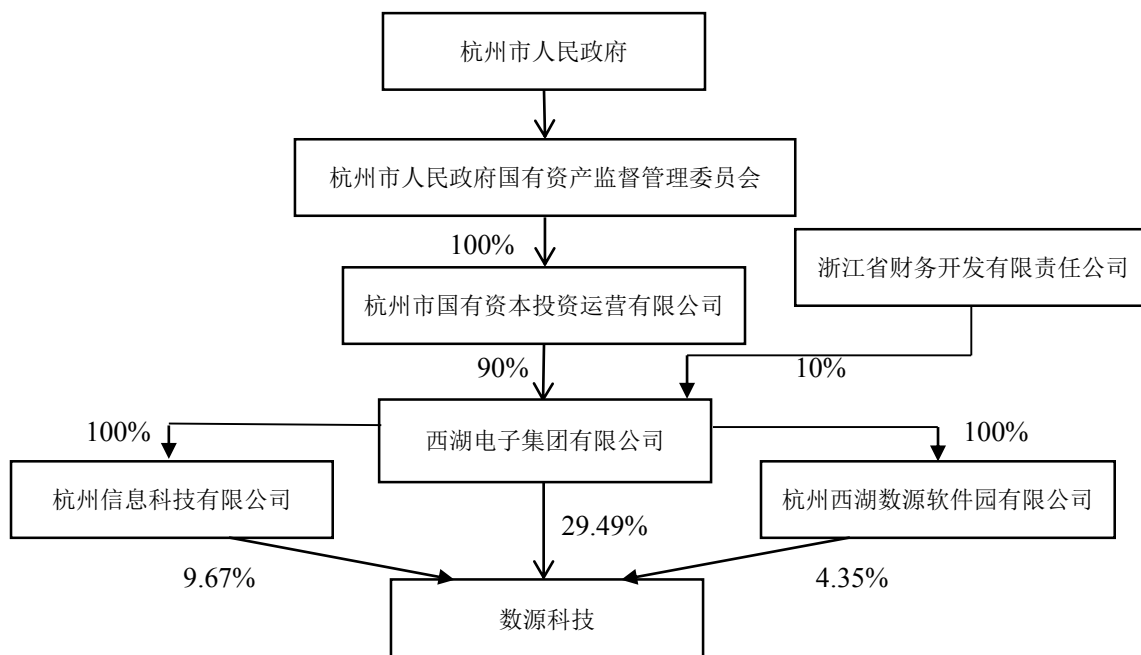 杭州市人民政府
杭州市人民政府国有资产监督管理委员会
100%
浙江省财务开发有限责任公司
杭州市国有资本投资运营有限公司
90%
10%
100%
西湖电子集团有限公司
100%
杭州信息科技有限公司
杭州西湖数源软件园有限公司
29.49%
9.67%
4.35%
数源科技